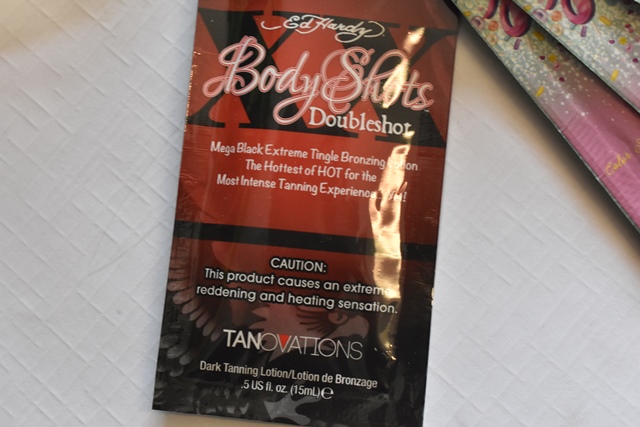 Ed Hardy
Body Shots
Doubleshot
Mega Black Extreme Tingle Bronzing Lotion
The Hottest of HOT for the
Most Intense Tanning Experience
CAUTION:
This product causes an extreme
reddening and heating sensation.
TANOVATIONS
Dark Tanning Lotion/Lotion de Bronzage
.5 US fl. oz. (15mL)℮